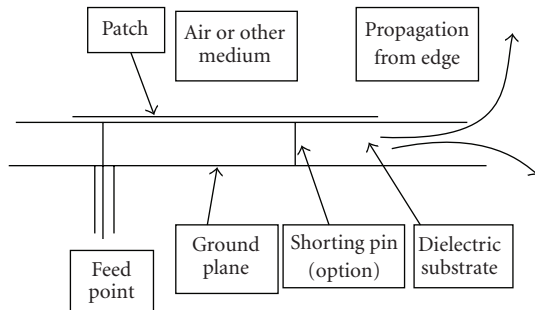 Patch
Air or other
medium
Propagation
from edge
Feed
point
Ground
plane
Shorting pin
(option)
Dielectric
substrate